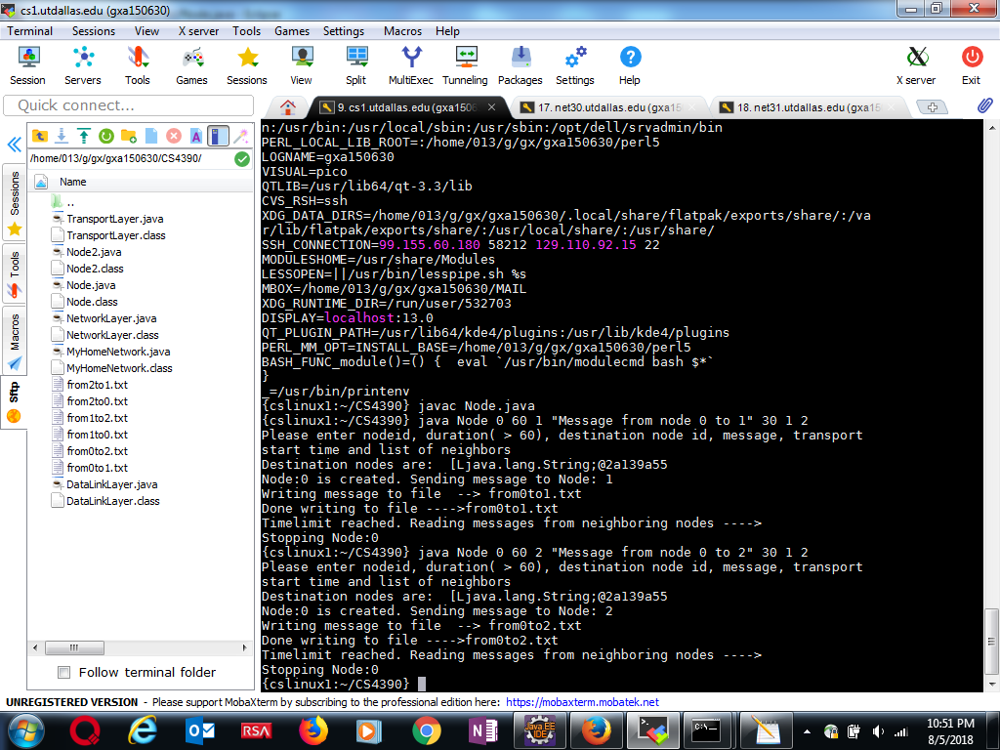 cs1.utdallas.edu (gxa150630)
Terminal Sessions View X server Tools Games Settings Macros Help
Session Servers Tools Games Sessions View Split MultiExec Tunneling Packages Settings Help X server Exit
Quick connect...
9. cs1.utdallas.edu (gxa1506
17. net30.utdallas.edu (gxa15
18. net31.utdallas.edu (gxa150
/home/013/g/gx/gxa150630/CS4390/
Sessions
Tools
Macros
Sftp
Name
..
TransportLayer.java
TransportLayer.class
Node2.java
Node2.class
Node.java
Node.class
NetworkLayer.java
NetworkLayer.class
MyHomeNetwork.java
MyHomeNetwork.class
from2to1.txt
from2to0.txt
from1to2.txt
from1to0.txt
from0to2.txt
from0to1.txt
DataLinkLayer.java
DataLinkLayer.class
Follow terminal folder
n:/usr/bin:/usr/local/sbin:/usr/sbin:/opt/dell/srvadmin/bin
PERL_LOCAL_LIB_ROOT=:/home/013/g/gx/gxa150630/perl5
LOGNAME=gxa150630
VISUAL=pico
QTLIB=/usr/lib64/qt-3.3/lib
CVS_RSH=ssh
XDG_DATA_DIRS=/home/013/g/gx/gxa150630/.local/share/flatpak/exports/share/:/va
r/lib/flatpak/exports/share/:/usr/local/share/:/usr/share/
SSH_CONNECTION=99.155.60.180 58212 129.110.92.15 22
MODULESHOME=/usr/share/Modules
LESSOPEN=||/usr/bin/lesspipe.sh %s
MBOX=/home/013/g/gx/gxa150630/MAIL
XDG_RUNTIME_DIR=/run/user/532703
DISPLAY=localhost:13.0
QT_PLUGIN_PATH=/usr/lib64/kde4/plugins:/usr/lib/kde4/plugins
PERL_MM_OPT=INSTALL_BASE=/home/013/g/gx/gxa150630/perl5
BASH_FUNC_module()=() {  eval `/usr/bin/modulecmd bash $*`
}
_=/usr/bin/printenv
{cslinux1:~/CS4390} javac Node.java
{cslinux1:~/CS4390} java Node 0 60 1 "Message from node 0 to 1" 30 1 2
Please enter nodeid, duration( > 60), destination node id, message, transport
start time and list of neighbors
Destination nodes are:  [Ljava.lang.String;@2a139a55
Node:0 is created. Sending message to Node: 1
Writing message to file  --> from0to1.txt
Done writing to file ---->from0to1.txt
Timelimit reached. Reading messages from neighboring nodes ---->
Stopping Node:0
{cslinux1:~/CS4390} java Node 0 60 2 "Message from node 0 to 2" 30 1 2
Please enter nodeid, duration( > 60), destination node id, message, transport
start time and list of neighbors
Destination nodes are:  [Ljava.lang.String;@2a139a55
Node:0 is created. Sending message to Node: 2
Writing message to file  --> from0to2.txt
Done writing to file ---->from0to2.txt
Timelimit reached. Reading messages from neighboring nodes ---->
Stopping Node:0
{cslinux1:~/CS4390}
UNREGISTERED VERSION - Please support MobaXterm by subscribing to the professional edition here: https://mobaxterm.mobatek.net
RSA
Java EE
IDE
10:51 PM
8/5/2018